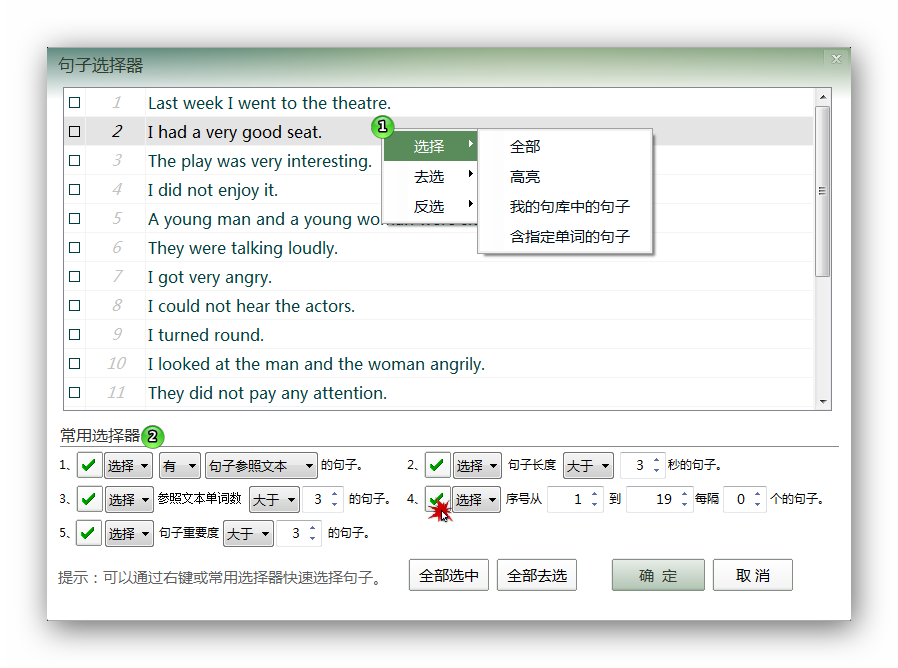 句子选择器
1 Last week I went to the theatre.
2 I had a very good seat.
1
选择 全部
3 The play was very interesting.
去选 高亮
4 I did not enjoy it.
反选 我的句库中的句子
5 A young man and a young
含指定单词的句子
6 They were talking loudly.
7 I got very angry.
8 I could not hear the actors.
9 I turned round.
10 I looked at the man and the woman angrily.
11 They did not pay any attention.
常用选择器 2
1、 选择 有 句子参照文本 的句子。 2、 选择 句子长度 大于 3 秒的句子。
3、 选择 参照文本单词数 大于 3 的句子。 4、 选择 序号从 1 到 19 每隔 0 个的句子。
5、 选择 句子重要度 大于 3 的句子。
提示：可以通过右键或常用选择器快速选择句子。 全部选中 全部去选 确 定 取 消